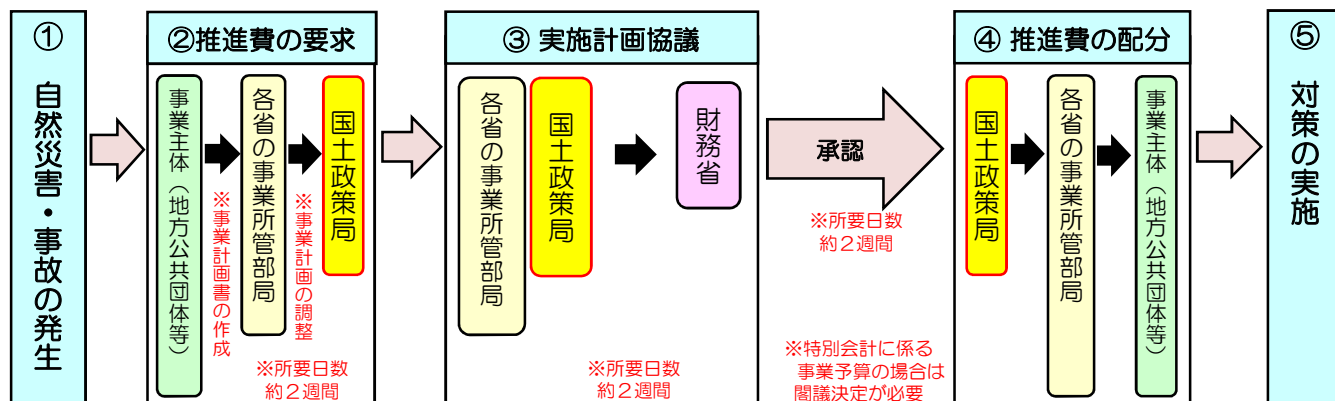 ①
自然災害・事故の発生
②推進費の要求
事業主体（地方公共団体等）
※事業計画書の作成
各省の事業所管部局
※事業計画の調整
国土政策局
※所要日数
約２週間
③ 実施計画協議
各省の事業所管部局
国土政策局
財務省
※所要日数
約２週間
承認
※所要日数
約２週間
※特別会計に係る
事業予算の場合は
閣議決定が必要
④ 推進費の配分
国土政策局
各省の事業所管部局
事業主体（地方公共団体等）
⑤
対策の実施